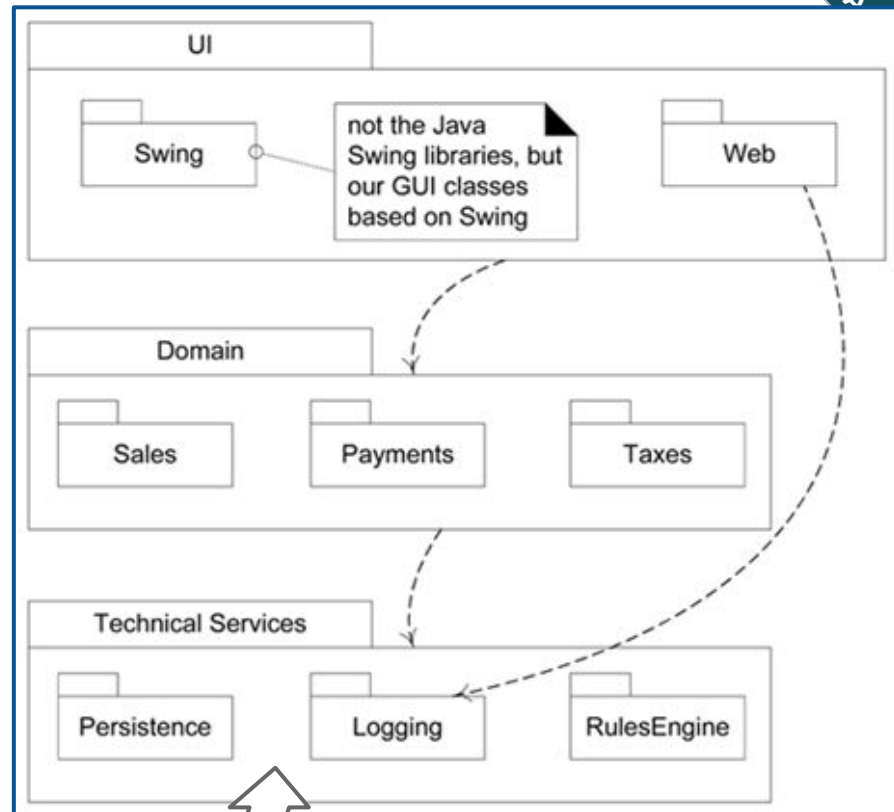 UI
Swing
not the Java
Swing libraries, but
our GUI classes
based on Swing
Web
Domain
Sales
Payments
Taxes
Technical Services
Persistence
Logging
RulesEngine